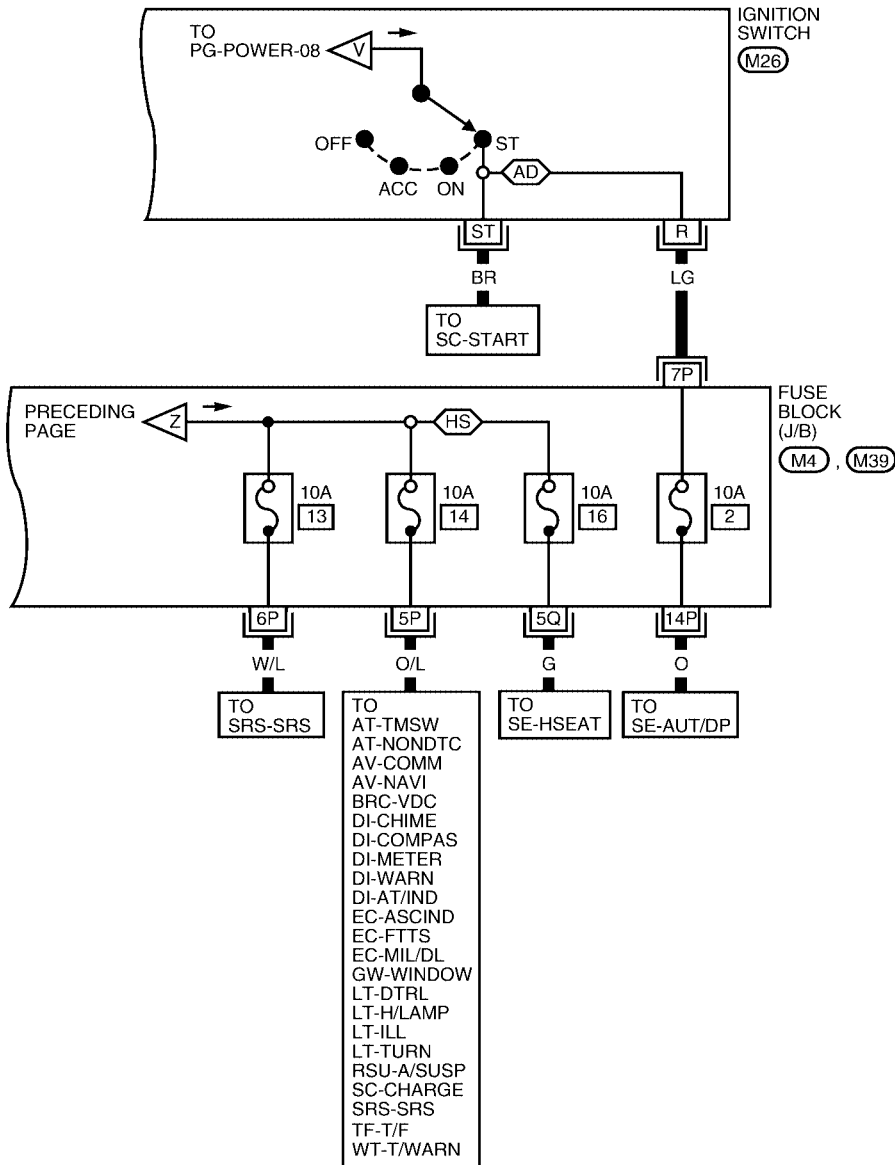 IGNITION
SWITCH
M26
TO
PG-POWER-08
V
OFF
ACC
ON
ST
AD
ST
R
BR
LG
TO
SC-START
7P
FUSE
BLOCK
(J/B)
M4 , M39
PRECEDING
PAGE
Z
HS
10A
13
10A
14
10A
16
10A
2
6P
5P
5Q
14P
W/L
O/L
G
O
TO
SRS-SRS
TO
AT-TMSW
AT-NONDTC
AV-COMM
AV-NAVI
BRC-VDC
DI-CHIME
DI-COMPAS
DI-METER
DI-WARN
DI-AT/IND
EC-ASCIND
EC-FTTS
EC-MIL/DL
GW-WINDOW
LT-DTRL
LT-H/LAMP
LT-ILL
LT-TURN
RSU-A/SUSP
SC-CHARGE
SRS-SRS
TF-T/F
WT-T/WARN
TO
SE-HSEAT
TO
SE-AUT/DP